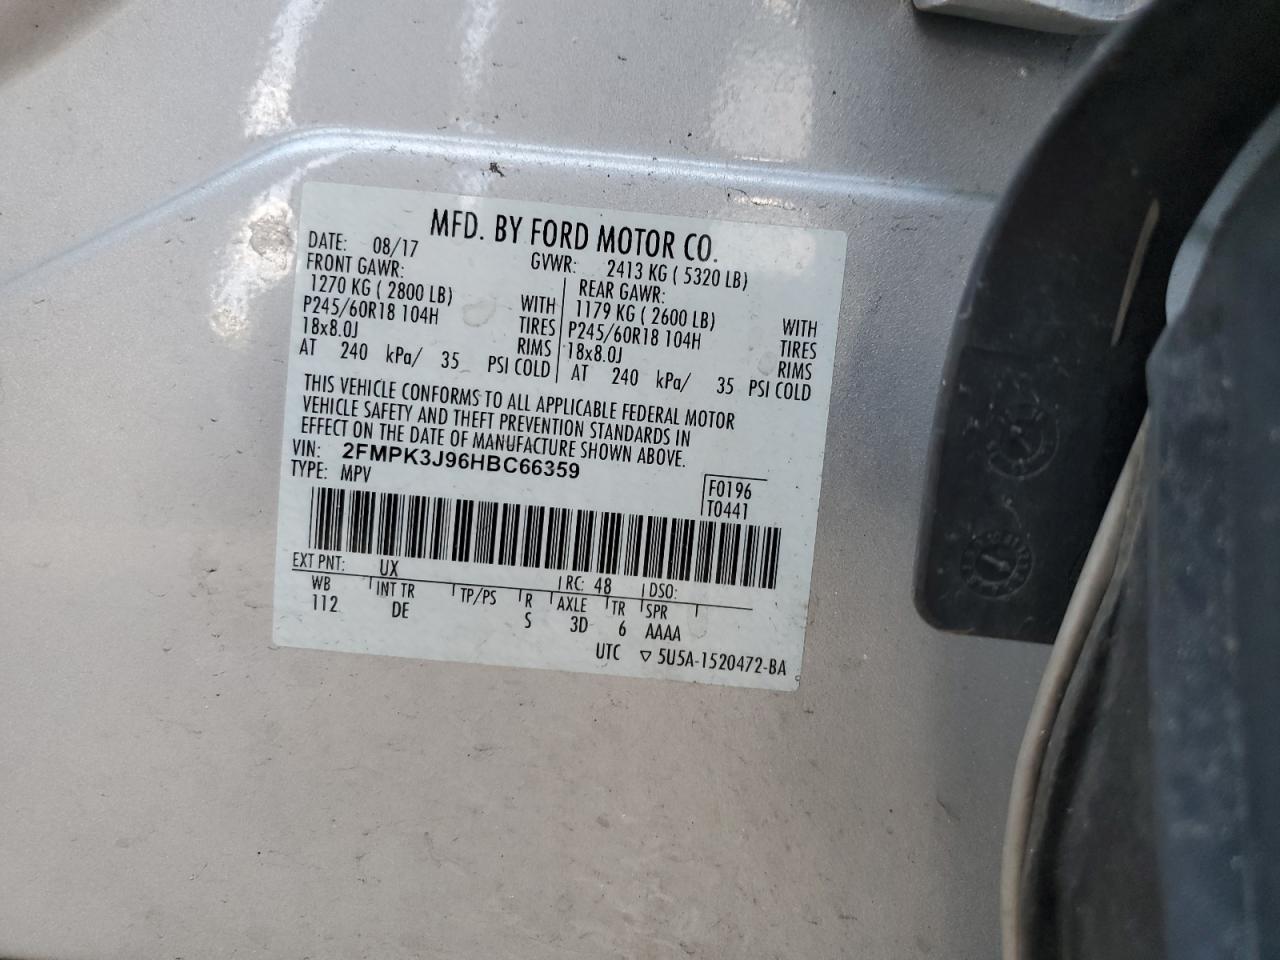 MFD. BY FORD MOTOR CO.
DATE: 08/17 GVWR: 2413 KG ( 5320 LB)
FRONT GAWR: REAR GAWR:
1270 KG ( 2800 LB) WITH 1179 KG ( 2600 LB) WITH
P245/60R18 104H TIRES P245/60R18 104H TIRES
18x8.0J RIMS 18x8.0J RIMS
AT 240 kPa/ 35 PSI COLD AT 240 kPa/ 35 PSI COLD
THIS VEHICLE CONFORMS TO ALL APPLICABLE FEDERAL MOTOR
VEHICLE SAFETY AND THEFT PREVENTION STANDARDS IN
EFFECT ON THE DATE OF MANUFACTURE SHOWN ABOVE.
VIN: 2FMPK3J96HBC66359
TYPE: MPV
F0196
T0441
EXT PNT: UX RC: 48 DSO:
WB INT TR TP/PS R AXLE TR SPR
112 DE S 3D 6 AAAA
UTC ▽ 5U5A-1520472-BA